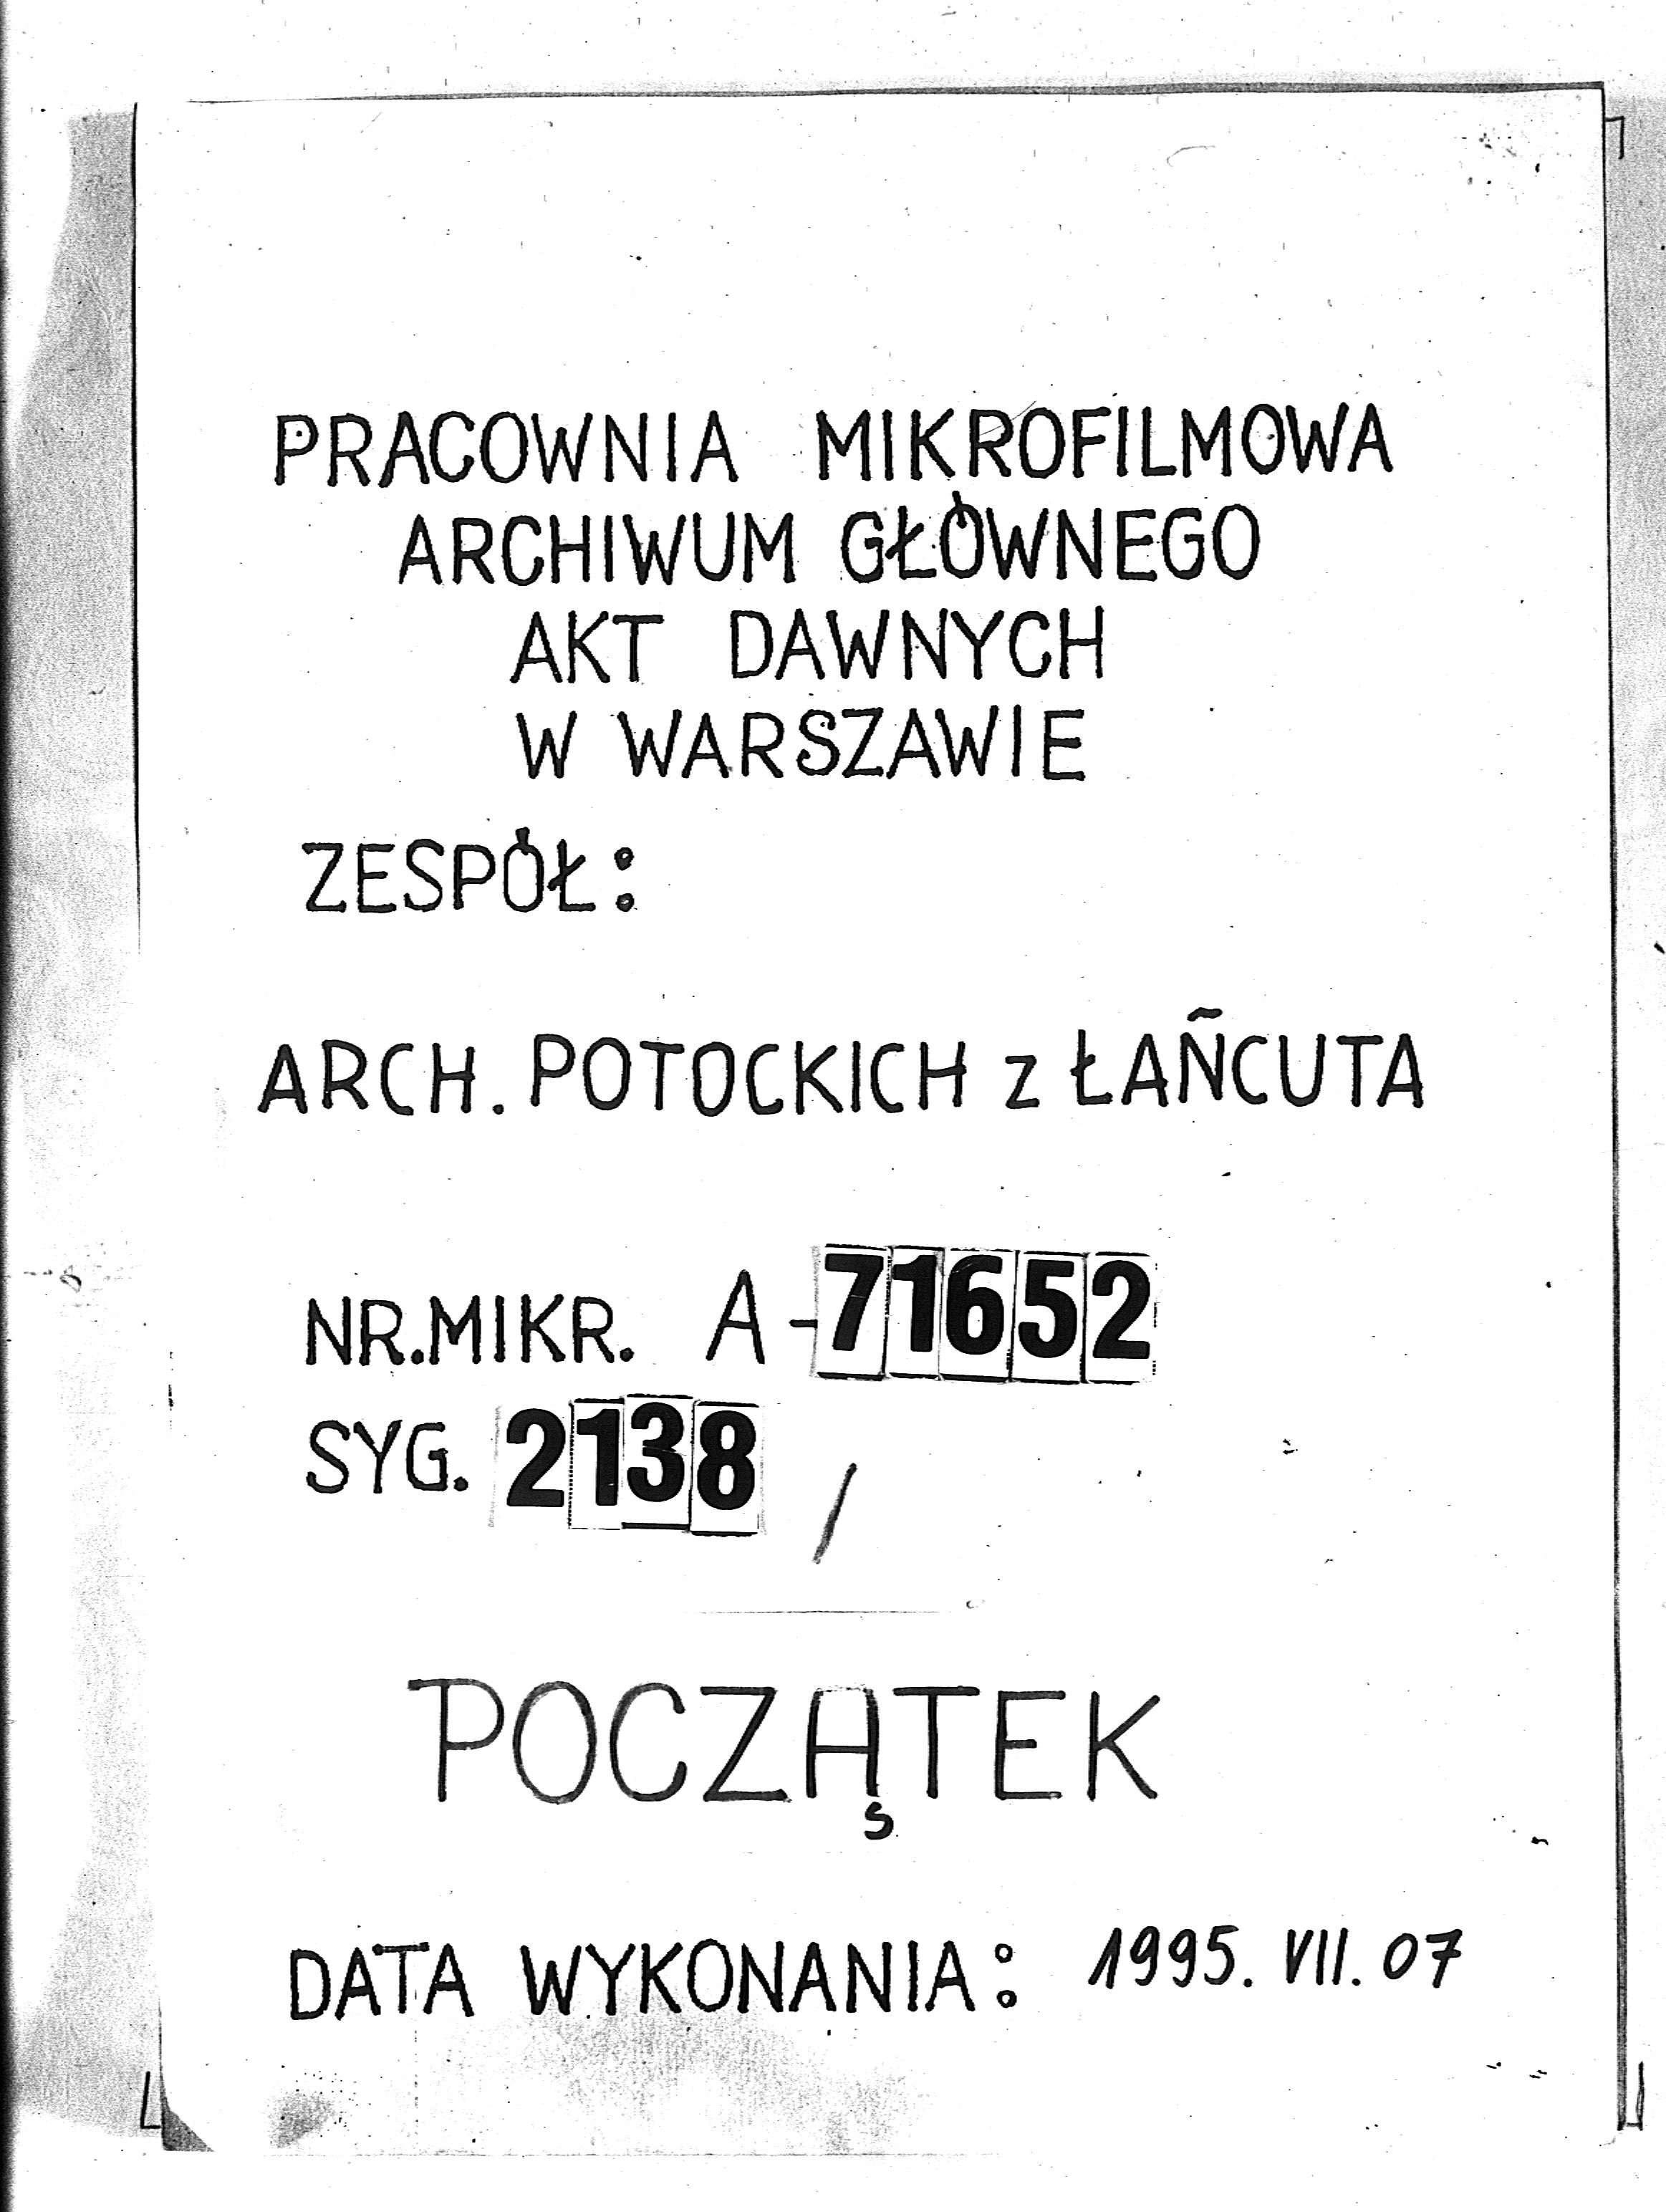 PRACOWNIA MIKROFILMOWA
ARCHIWUM GŁÓWNEGO
AKT DAWNYCH
W WARSZAWIE
ZESPÓŁ:
ARCH. POTOCKICH z ŁAÑCUTA
NR.MIKR. A-71652
SYG. 2138 /
POCZĄTEK
DATA WYKONANIA: 1995. VII. 07